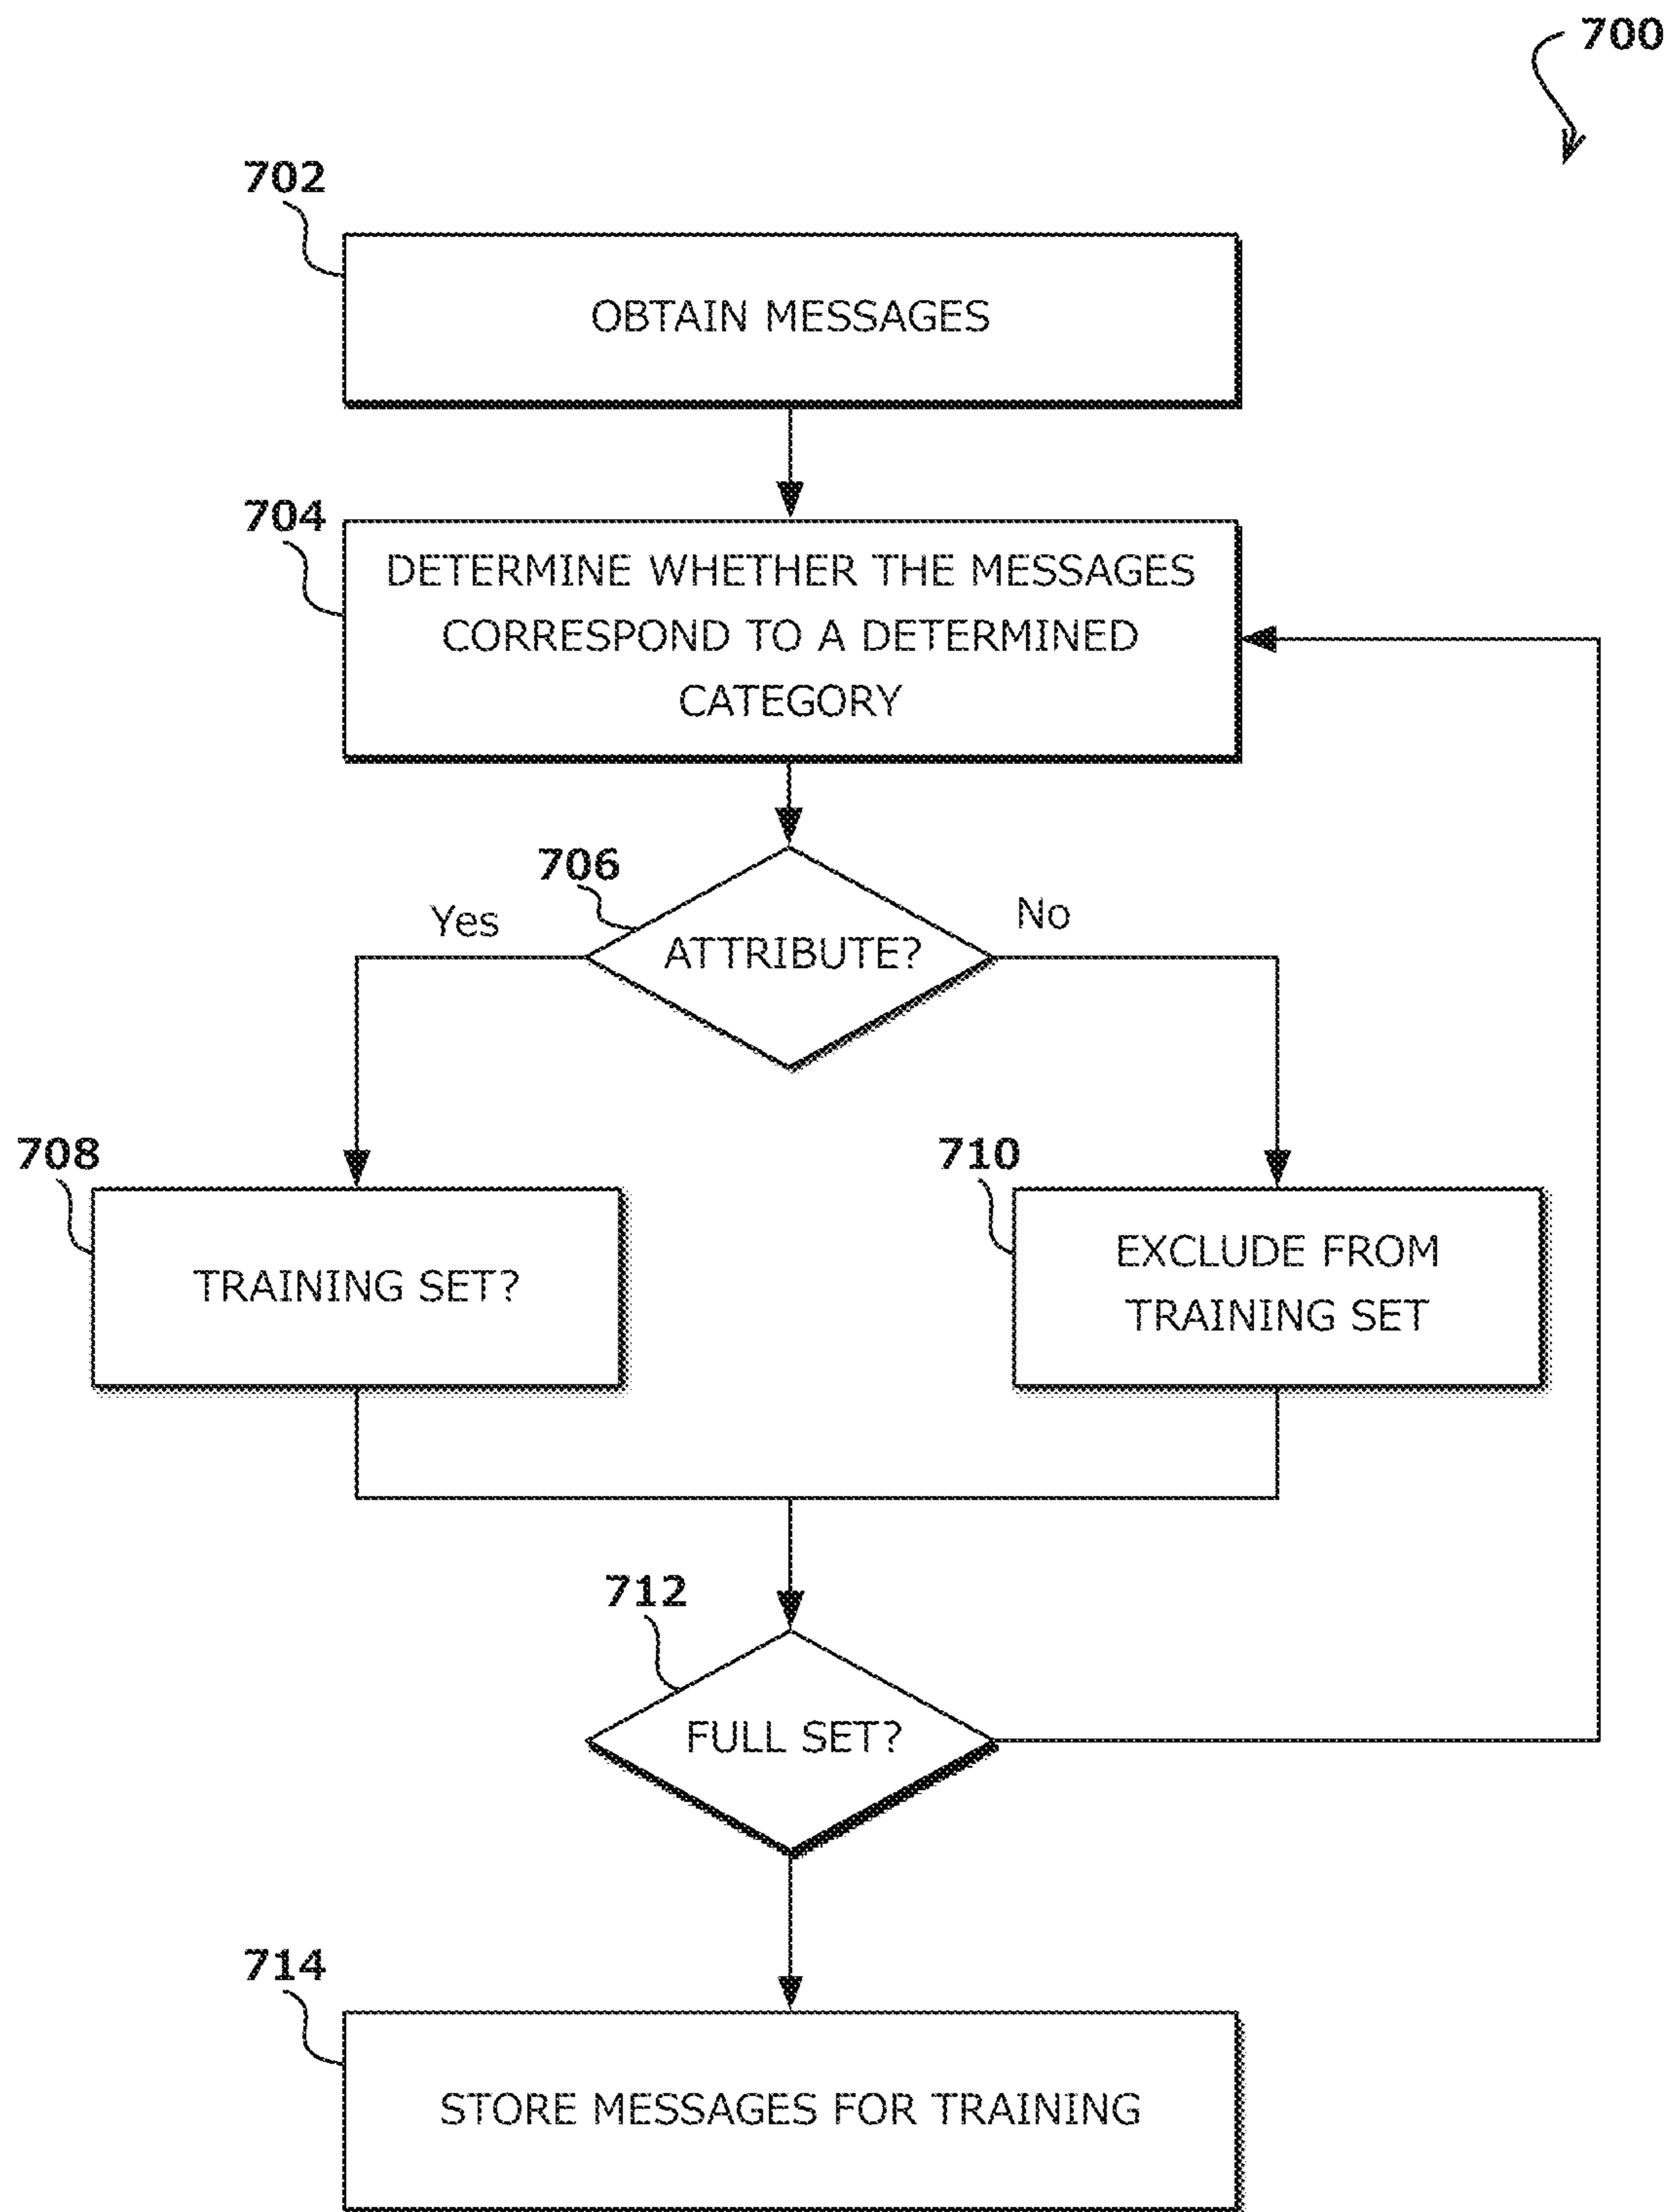 700
702
OBTAIN MESSAGES
704
DETERMINE WHETHER THE MESSAGES
CORRESPOND TO A DETERMINED
CATEGORY
706
Yes
No
ATTRIBUTE?
708
710
TRAINING SET?
EXCLUDE FROM
TRAINING SET
712
FULL SET?
714
STORE MESSAGES FOR TRAINING